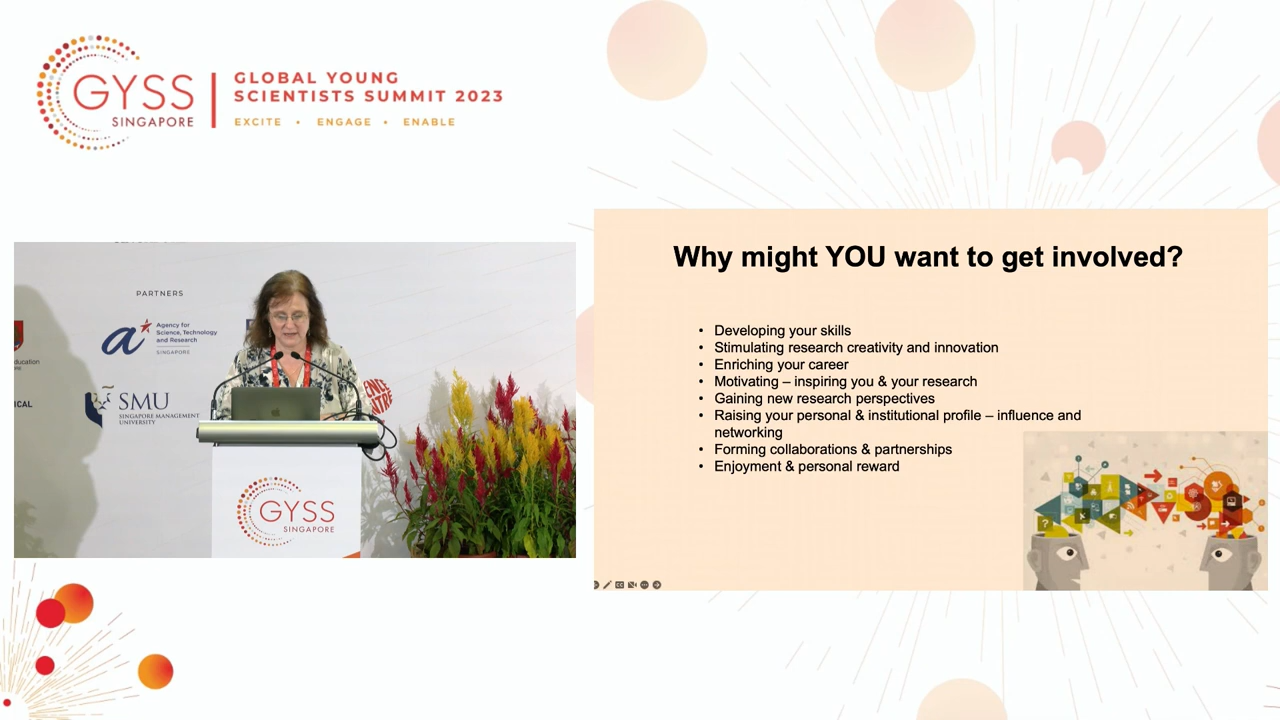 GYSS
SINGAPORE
GLOBAL YOUNG
SCIENTISTS SUMMIT 2023
EXCITE • ENGAGE • ENABLE
PARTNERS
Agency for
Science, Technology
and Research
SINGAPORE
SMU
SINGAPORE MANAGEMENT
UNIVERSITY
GYSS
SINGAPORE
Why might YOU want to get involved?
• Developing your skills
• Stimulating research creativity and innovation
• Enriching your career
• Motivating – inspiring you & your research
• Gaining new research perspectives
• Raising your personal & institutional profile – influence and
networking
• Forming collaborations & partnerships
• Enjoyment & personal reward